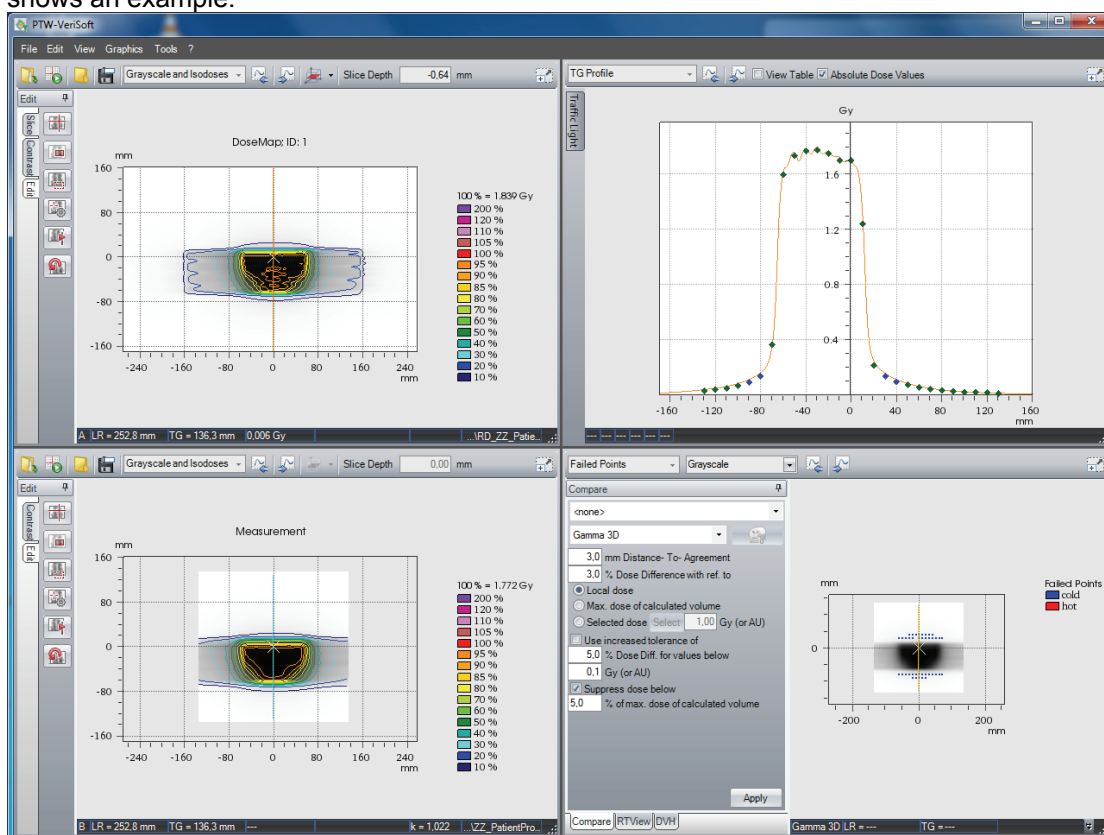 shows an example.
PTW-VeriSoft
File Edit View Graphics Tools ?
Grayscale and Isodoses Slice Depth -0,64 mm
Edit
Slice
Contrast
Edit
DoseMap; ID: 1
mm
160
80
0
-80
-160
-240 -160 -80 0 80 160 240
mm
100 % = 1.839 Gy
200 %
120 %
110 %
105 %
100 %
95 %
90 %
85 %
80 %
70 %
60 %
50 %
40 %
30 %
20 %
10 %
A LR = 252,8 mm TG = 136,3 mm 0,006 Gy ...\RD_ZZ_Patie...
TG Profile View Table Absolute Dose Values
Traffic Light
Gy
1.6
1.2
0.8
0.4
-160 -120 -80 -40 0 40 80 120 160
mm
--- --- --- --- ---
Grayscale and Isodoses Slice Depth 0,00 mm
Edit
Contrast
Edit
Measurement
mm
160
80
0
-80
-160
-240 -160 -80 0 80 160 240
mm
100 % = 1.772 Gy
200 %
120 %
110 %
105 %
100 %
95 %
90 %
85 %
80 %
70 %
60 %
50 %
40 %
30 %
20 %
10 %
B LR = 252,8 mm TG = 136,3 mm --- k = 1,022 ...\ZZ_PatientPro...
Failed Points Grayscale
Compare
<none>
Gamma 3D
3,0 mm Distance- To- Agreement
3,0 % Dose Difference with ref. to
Local dose
Max. dose of calculated volume
Selected dose Select 1,00 Gy (or AU)
Use increased tolerance of
5,0 % Dose Diff. for values below
0,1 Gy (or AU)
Suppress dose below
5,0 % of max. dose of calculated volume
Apply
Compare RTView DVH
mm
0
-200 0 200
mm
Failed Points
cold
hot
Gamma 3D LR = --- TG = ---